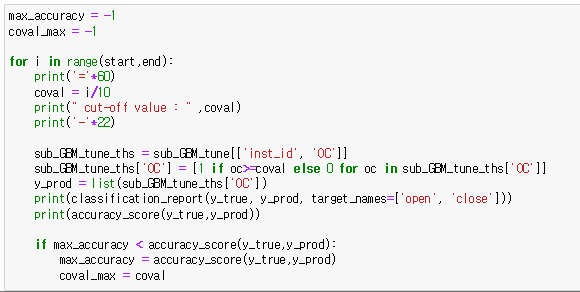 max_accuracy = -1
coval_max = -1
for i in range(start,end):
print('='*60)
coval = i/10
print(" cut-off value : " ,coval)
print('-'*22)
sub_GBM_tune_ths = sub_GBM_tune[['inst_id', 'OC']]
sub_GBM_tune_ths['OC'] = [1 if oc>=coval else 0 for oc in sub_GBM_tune_ths['OC']]
y_prod = list(sub_GBM_tune_ths['OC'])
print(classification_report(y_true, y_prod, target_names=['open', 'close']))
print(accuracy_score(y_true,y_prod))
if max_accuracy < accuracy_score(y_true,y_prod):
max_accuracy = accuracy_score(y_true,y_prod)
coval_max = coval